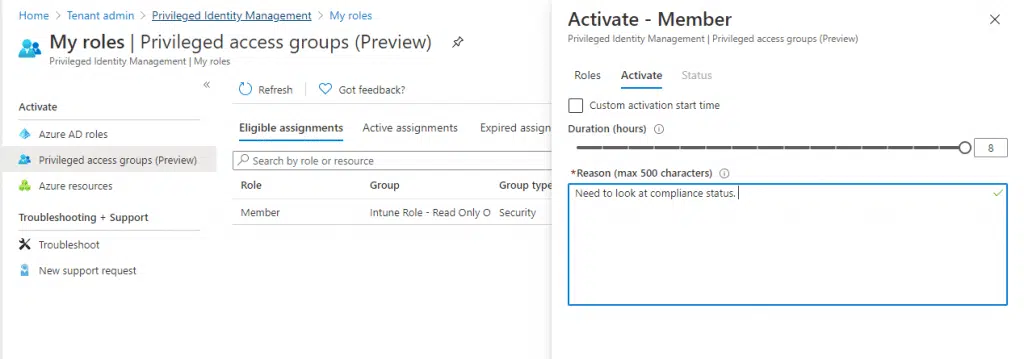 Home > Tenant admin > Privileged Identity Management > My roles
My roles | Privileged access groups (Preview)
Privileged Identity Management | My roles
«
Activate
Azure AD roles
Privileged access groups (Preview)
Azure resources
Troubleshooting + Support
Troubleshoot
New support request
Refresh
Got feedback?
Eligible assignments Active assignments Expired assign
Search by role or resource
Role Group Group type
Member Intune Role - Read Only O Security
Activate - Member
Privileged Identity Management | Privileged access groups (Preview)
Roles Activate Status
Custom activation start time
Duration (hours)
8
*Reason (max 500 characters)
Need to look at compliance status.